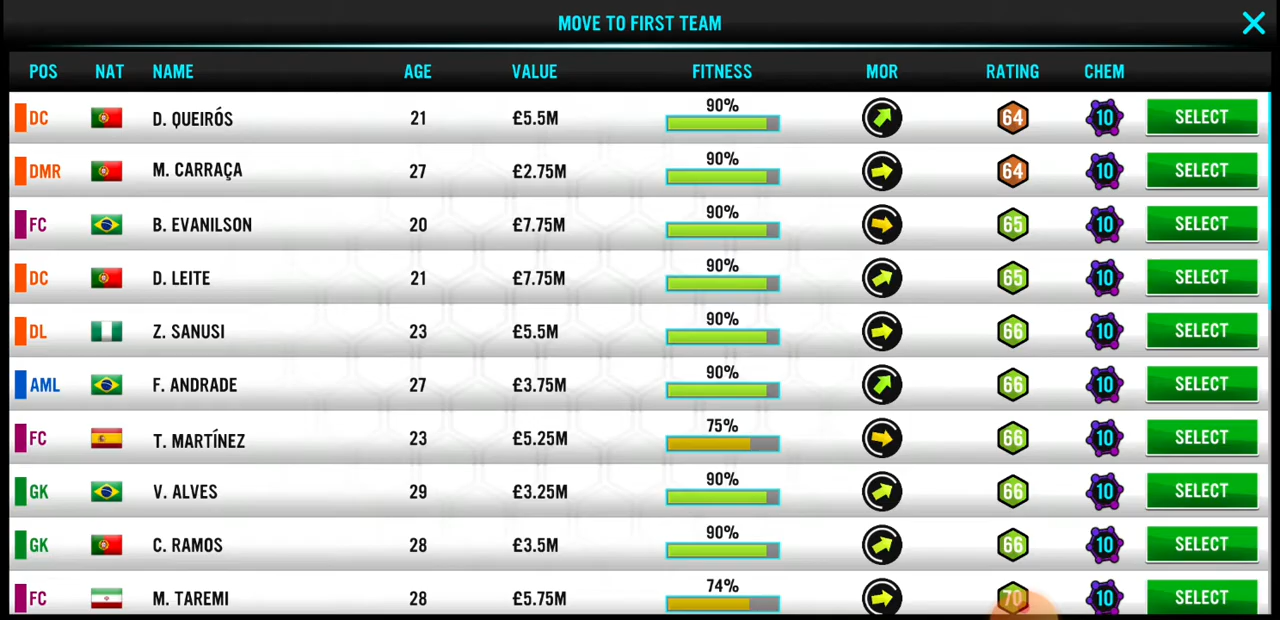 MOVE TO FIRST TEAM
POS NAT NAME AGE VALUE FITNESS MOR RATING CHEM
DC D. QUEIRÓS 21 £5.5M 90% 64 10 SELECT
DMR M. CARRAÇA 27 £2.75M 90% 64 10 SELECT
FC B. EVANILSON 20 £7.75M 90% 65 10 SELECT
DC D. LEITE 21 £7.75M 90% 65 10 SELECT
DL Z. SANUSI 23 £5.5M 90% 66 10 SELECT
AML F. ANDRADE 27 £3.75M 90% 66 10 SELECT
FC T. MARTÍNEZ 23 £5.25M 75% 66 10 SELECT
GK V. ALVES 29 £3.25M 90% 66 10 SELECT
GK C. RAMOS 28 £3.5M 90% 66 10 SELECT
FC M. TAREMI 28 £5.75M 74% 70 10 SELECT